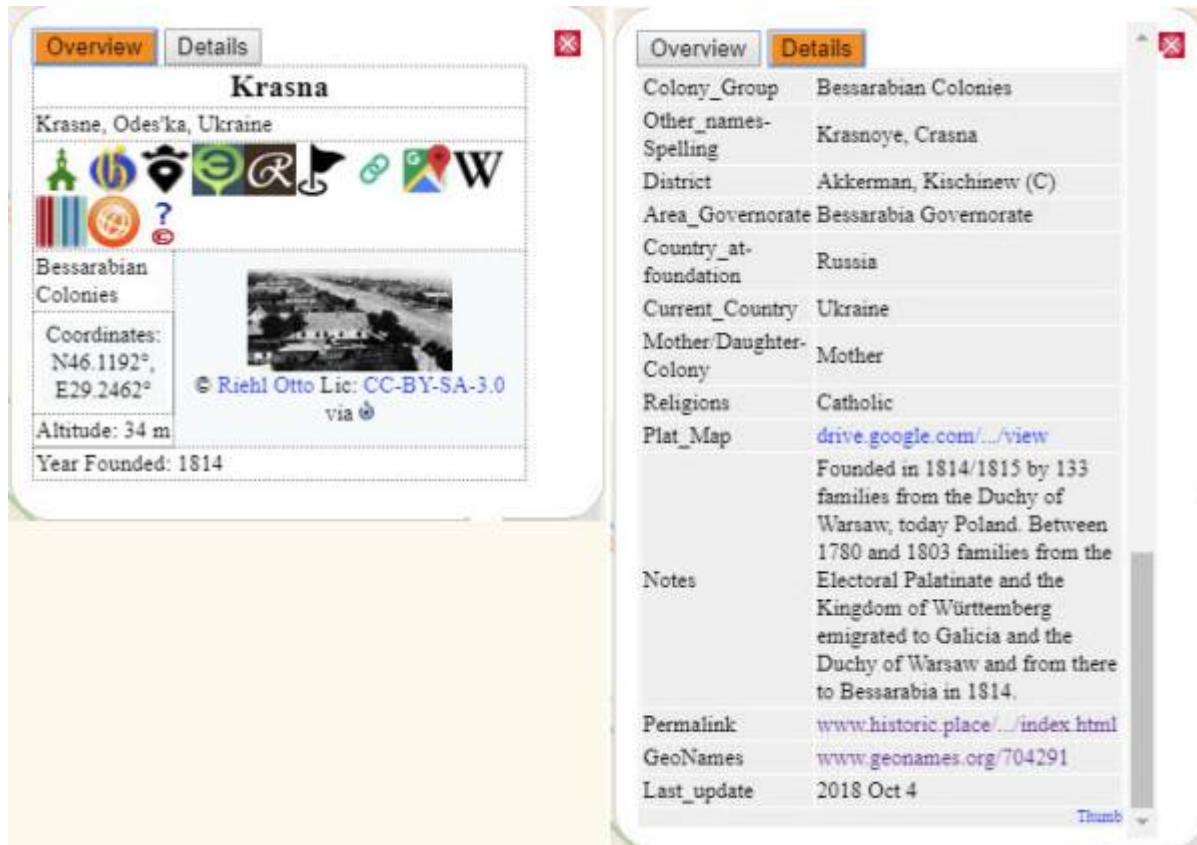 Overview Details
Krasna
Krasne, Odes'ka, Ukraine
Bessarabian
Colonies
Coordinates:
N46.1192°,
E29.2462°
Altitude: 34 m
© Riehl Otto Lic: CC-BY-SA-3.0
via
Year Founded: 1814
Overview Details
Colony_Group Bessarabian Colonies
Other_names-
Spelling Krasnoye, Crasna
District Akkerman, Kischinew (C)
Area_Governorate Bessarabia Governorate
Country_at-
foundation Russia
Current_Country Ukraine
Mother/Daughter-
Colony Mother
Religions Catholic
Plat_Map drive.google.com/.../view
Notes
Founded in 1814/1815 by 133
families from the Duchy of
Warsaw, today Poland. Between
1780 and 1803 families from the
Electoral Palatinate and the
Kingdom of Württemberg
emigrated to Galicia and the
Duchy of Warsaw and from there
to Bessarabia in 1814.
Permalink www.historic.place/.../index.html
GeoNames www.geonames.org/704291
Last_update 2018 Oct 4
Thumb